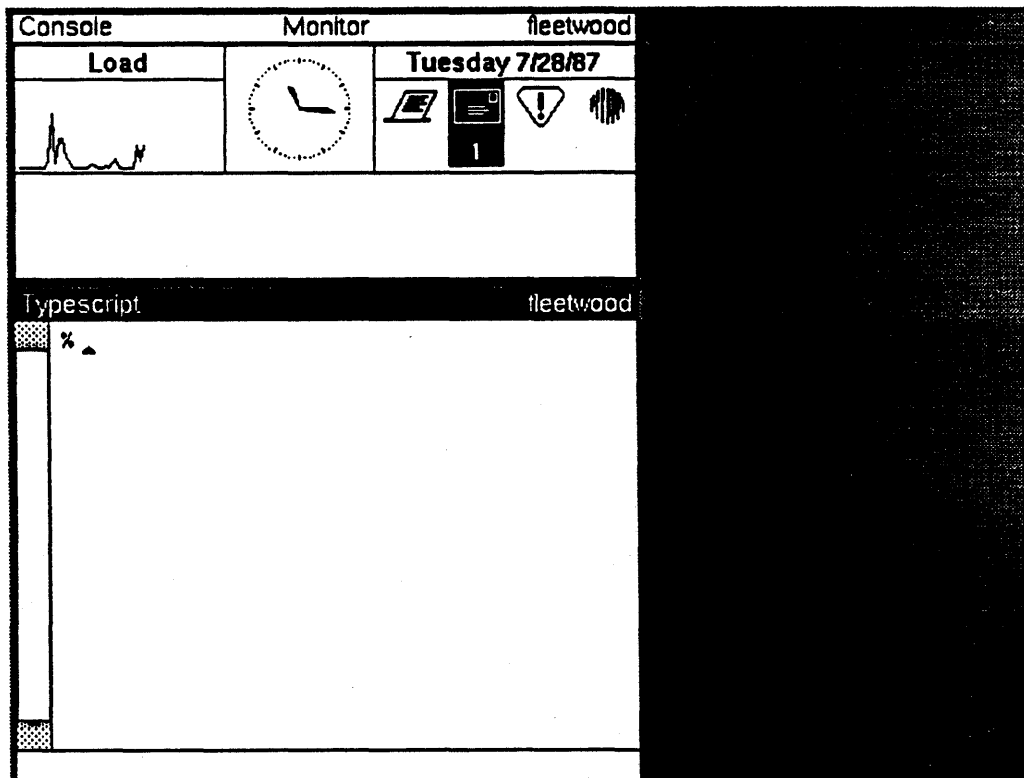 Console Monitor fleetwood
Load
Tuesday 7/28/87
!
1
Typescript fleetwood
%